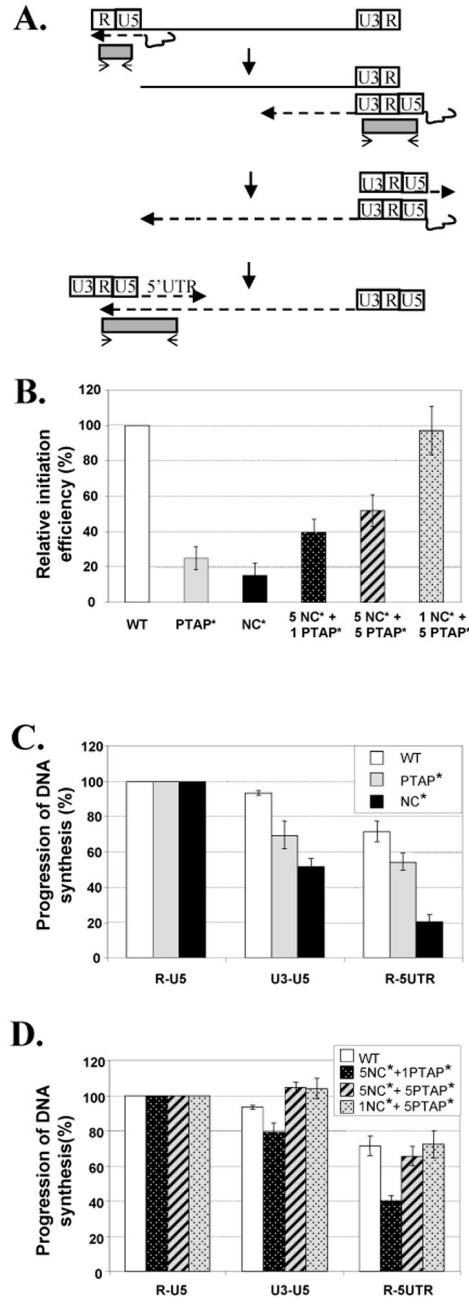 A.
R U5 U3 R
U3 R
U3 R U5
U3 R U5
U3 R U5
U3 R U5 5'UTR
U3 R U5
B.
Relative initiation
efficiency (%)
120
100
80
60
40
20
0
WT PTAP* NC* 5 NC* + 5 NC* + 1 NC* +
1 PTAP* 5 PTAP* 5 PTAP*
C.
Progression of DNA
synthesis (%)
120
100
80
60
40
20
0
WT
PTAP*
NC*
R-U5 U3-U5 R-5UTR
D.
Progression of DNA
synthesis(%)
120
100
80
60
40
20
0
WT
5NC*+1PTAP*
5NC*+ 5PTAP*
1NC*+ 5PTAP*
R-U5 U3-U5 R-5UTR